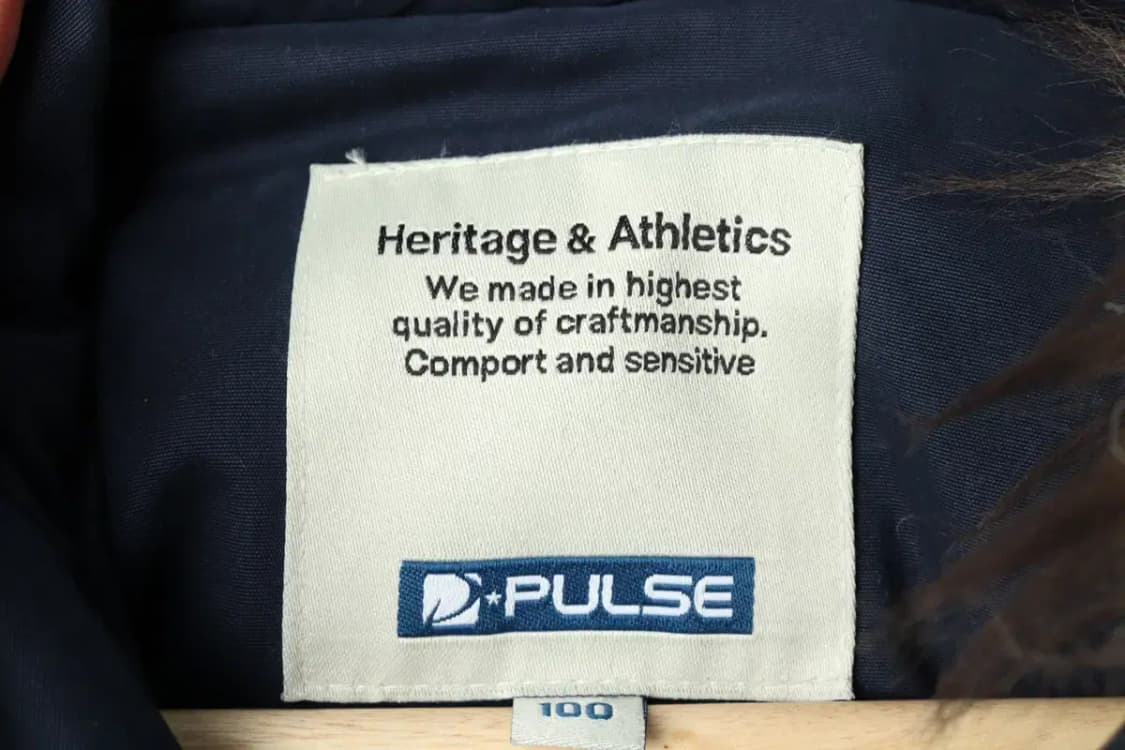 Heritage & Athletics
We made in highest
quality of craftmanship.
Comport and sensitive
D*PULSE
100